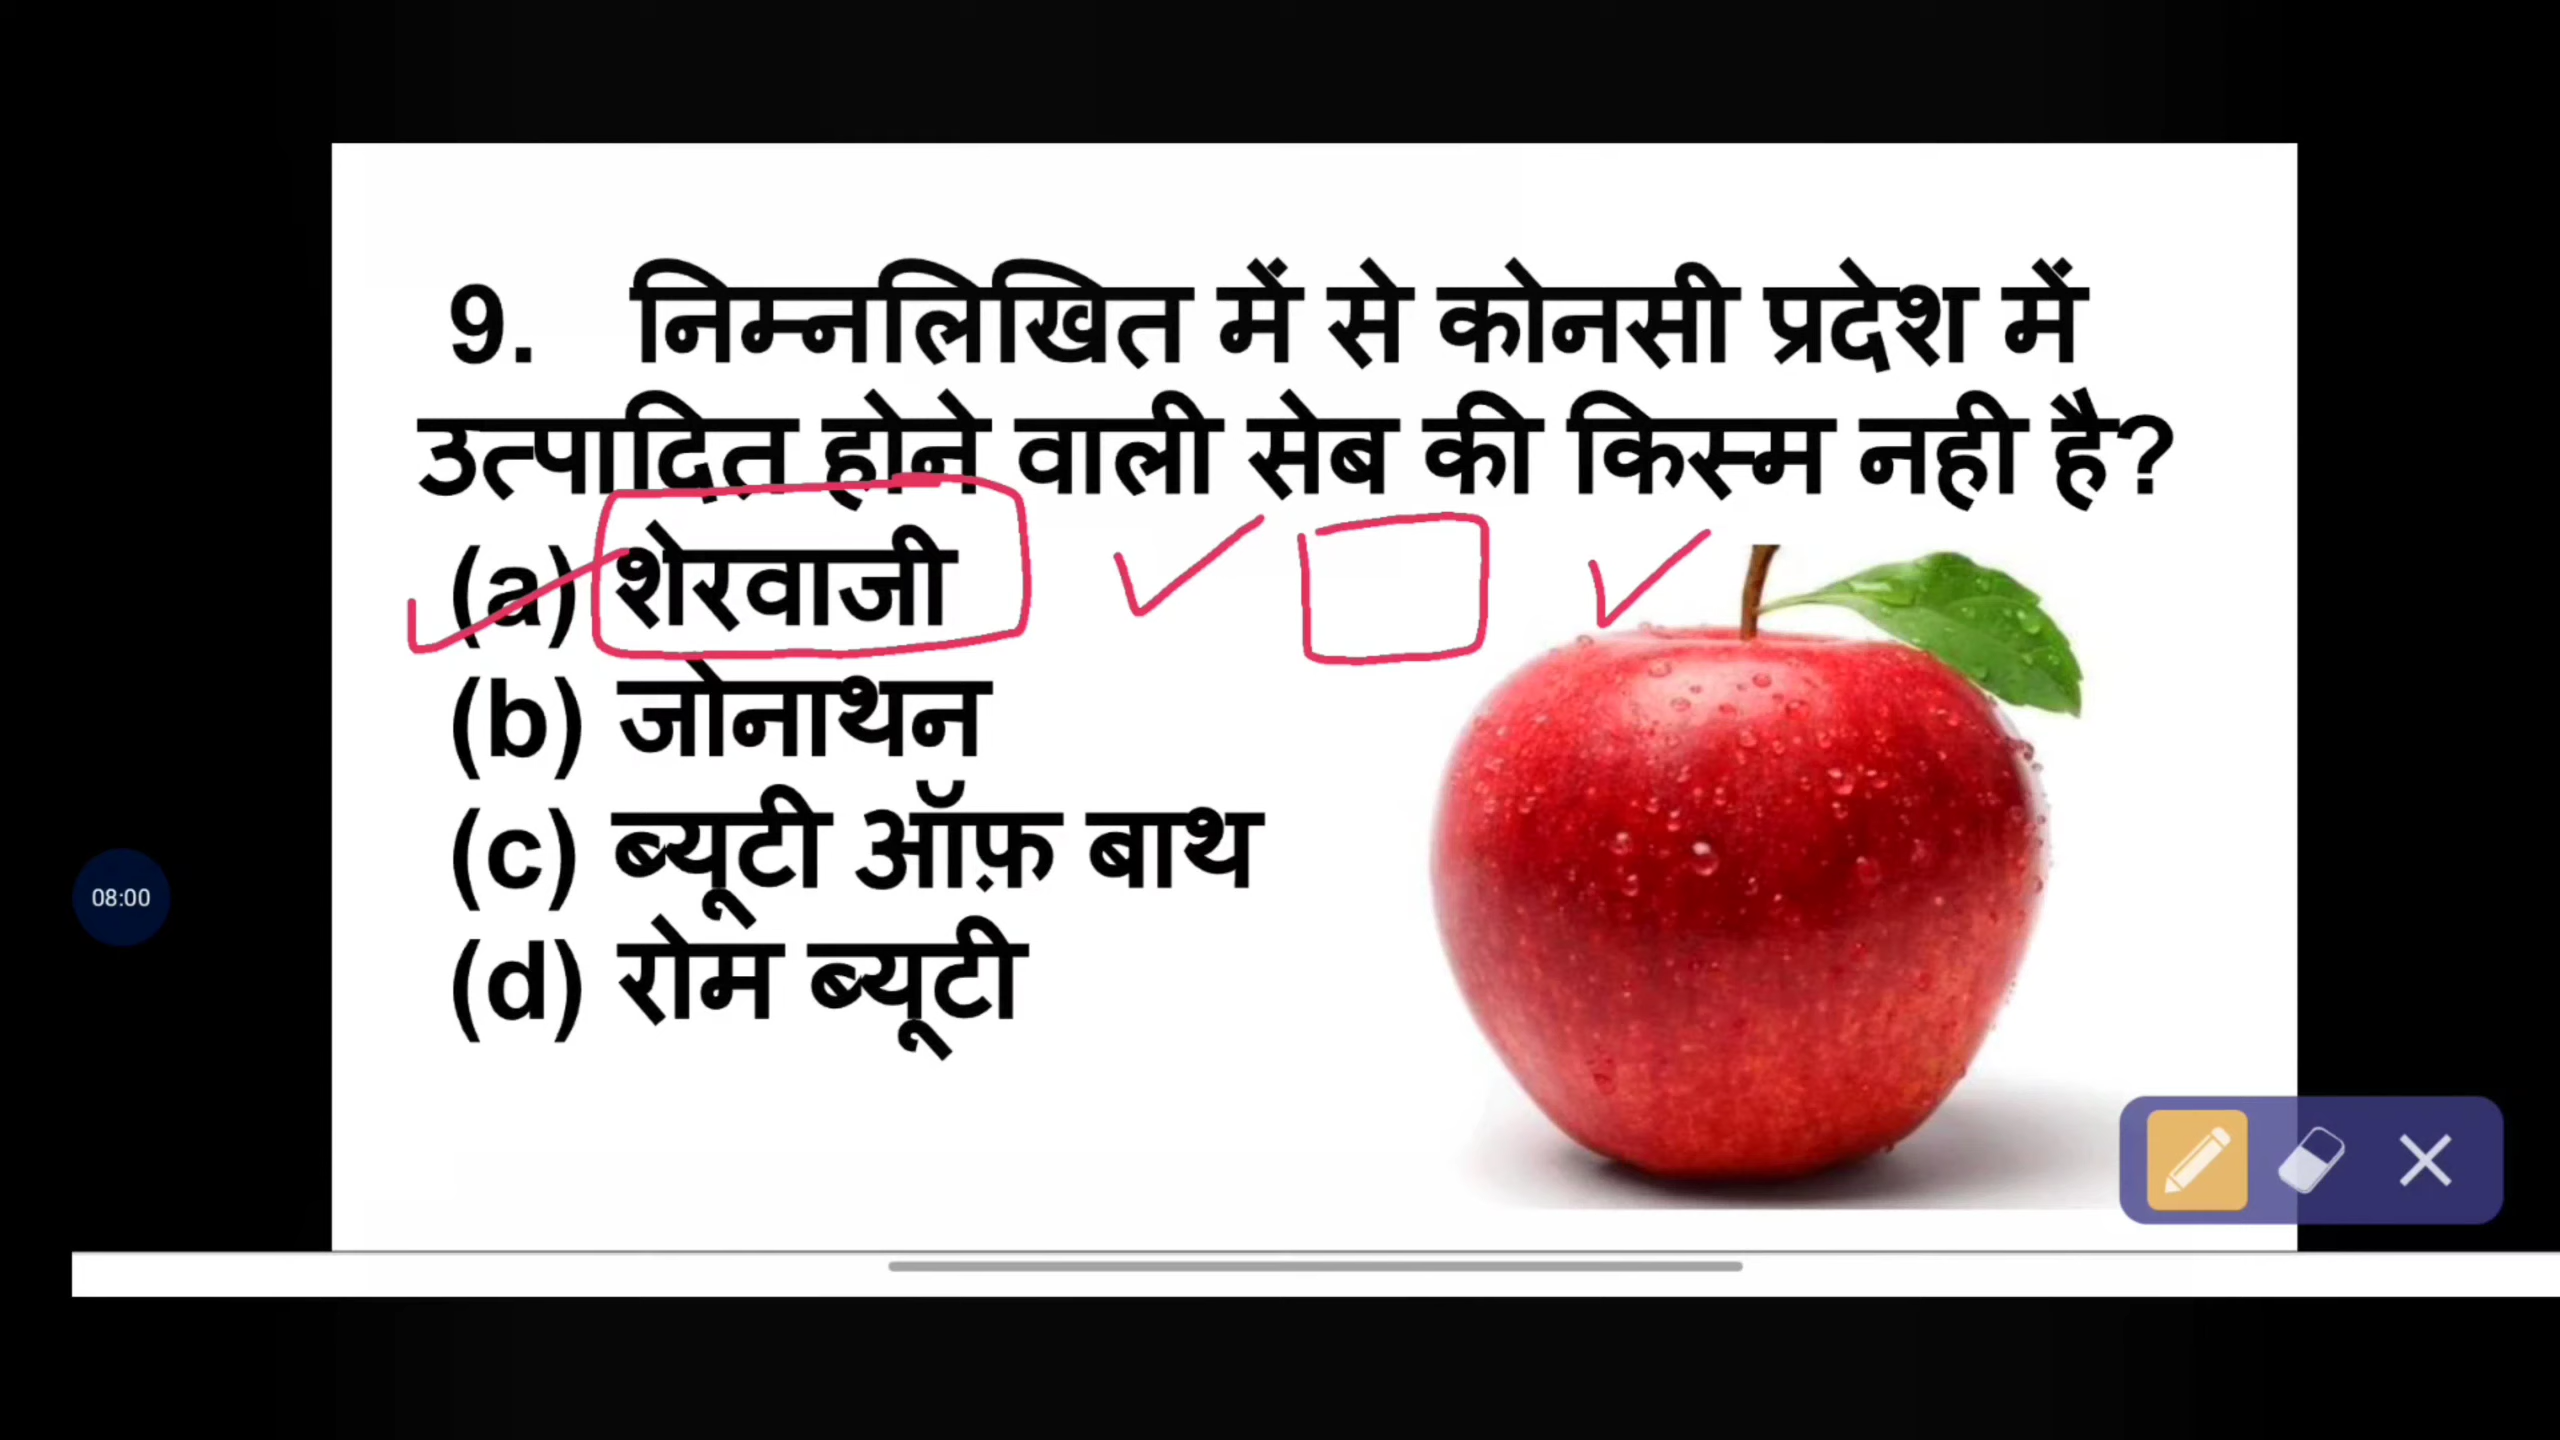 9. निम्नलिखित में से कोनसी प्रदेश में
उत्पादित होने वाली सेब की किस्म नही है?
(a) शेरवाजी
(b) जोनाथन
(c) ब्यूटी ऑफ़ बाथ
(d) रोम ब्यूटी
08:00